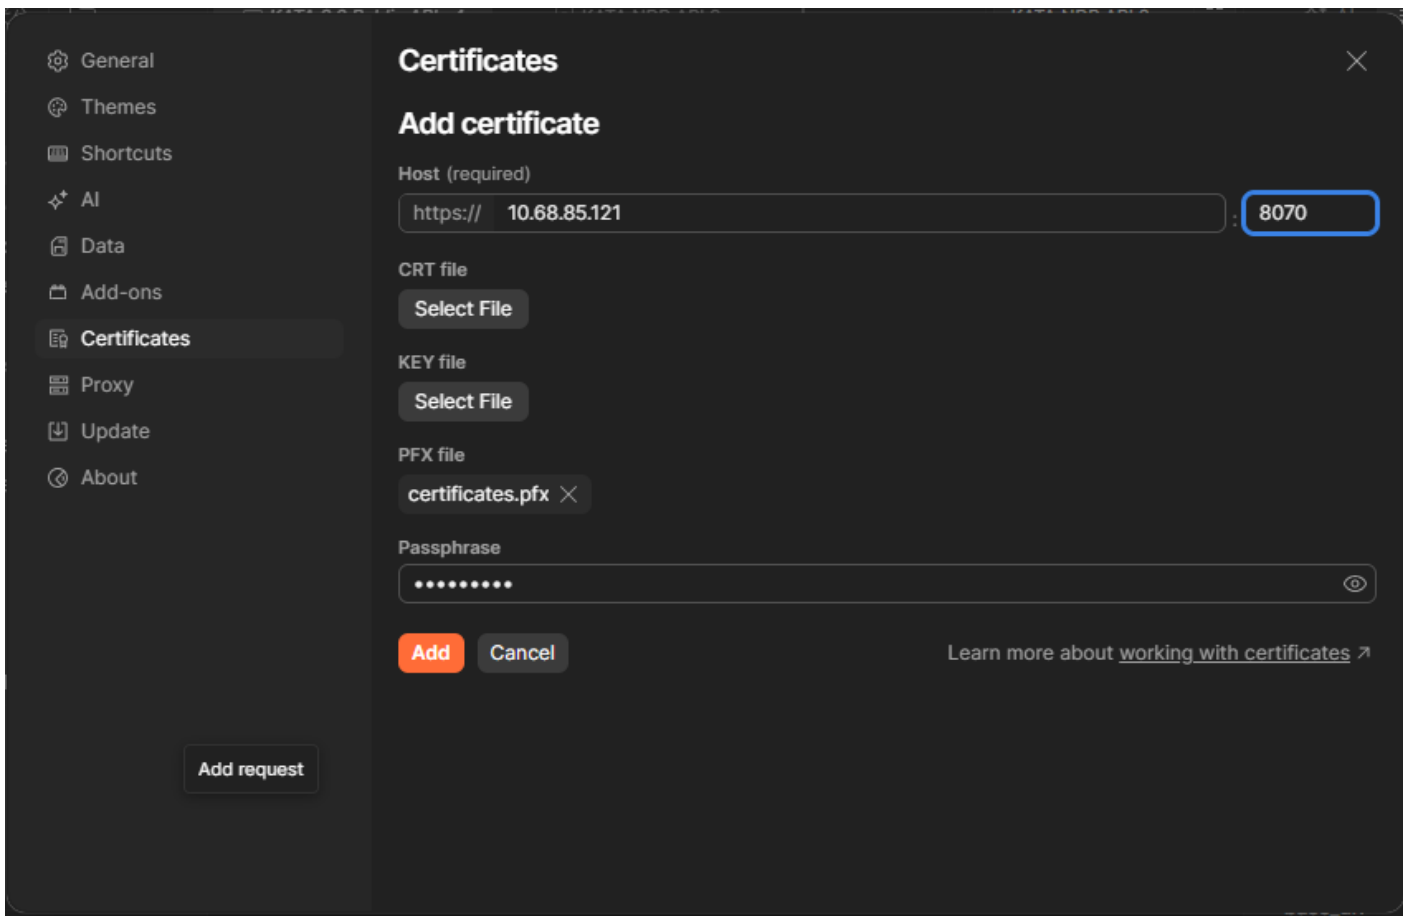 General
Themes
Shortcuts
AI
Data
Add-ons
Certificates
Proxy
Update
About
Add request
Certificates
Add certificate
Host (required)
https:// 10.68.85.121 : 8070
CRT file
Select File
KEY file
Select File
PFX file
certificates.pfx
Passphrase
•••••••••
Add Cancel Learn more about working with certificates ↗